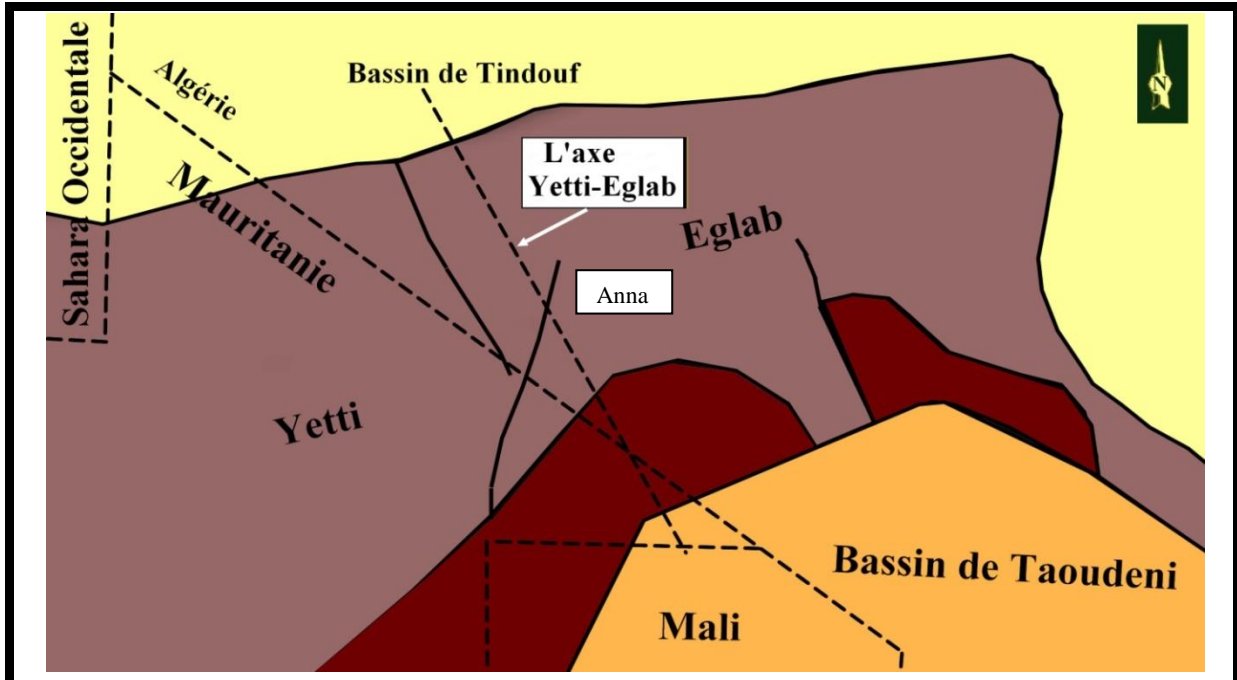 Sahara Occidentale
Algérie
Bassin de Tindouf
Mauritanie
L'axe
Yetti-Eglab
Eglab
Anna
Yetti
Bassin de Taoudeni
Mali
N